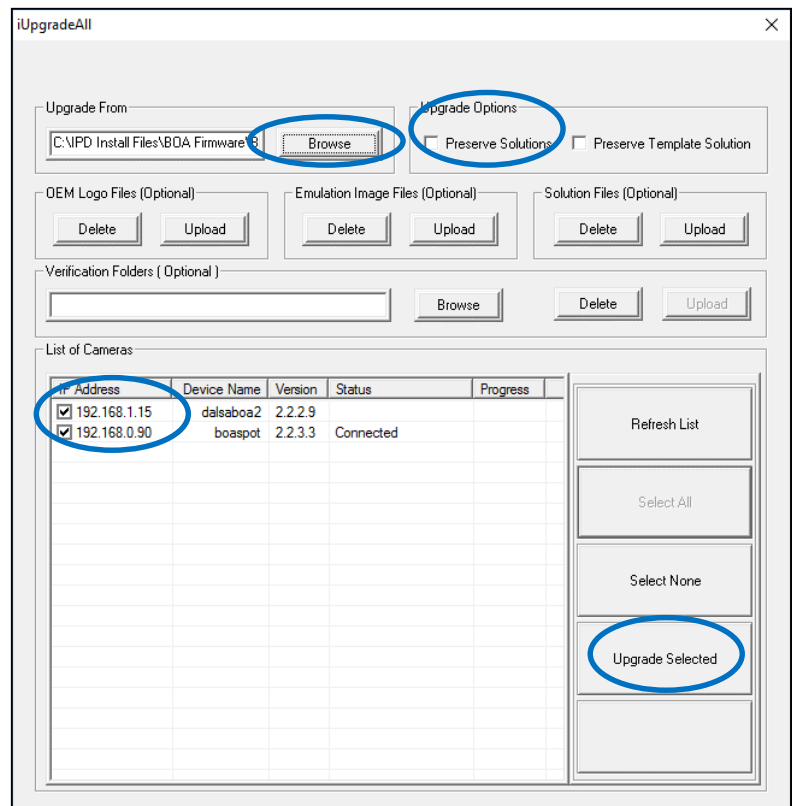 iUpgradeAll
Upgrade From
Upgrade Options
C:\IPD Install Files\BOA Firmware\B
Browse
Preserve Solutions
Preserve Template Solution
OEM Logo Files (Optional)
Emulation Image Files (Optional)
Solution Files (Optional)
Delete
Upload
Delete
Upload
Delete
Upload
Verification Folders ( Optional )
Browse
Delete
Upload
List of Cameras
IP Address Device Name Version Status Progress
192.168.1.15 dalsaboa2 2.2.2.9
192.168.0.90 boaspot 2.2.3.3 Connected
Refresh List
Select All
Select None
Upgrade Selected